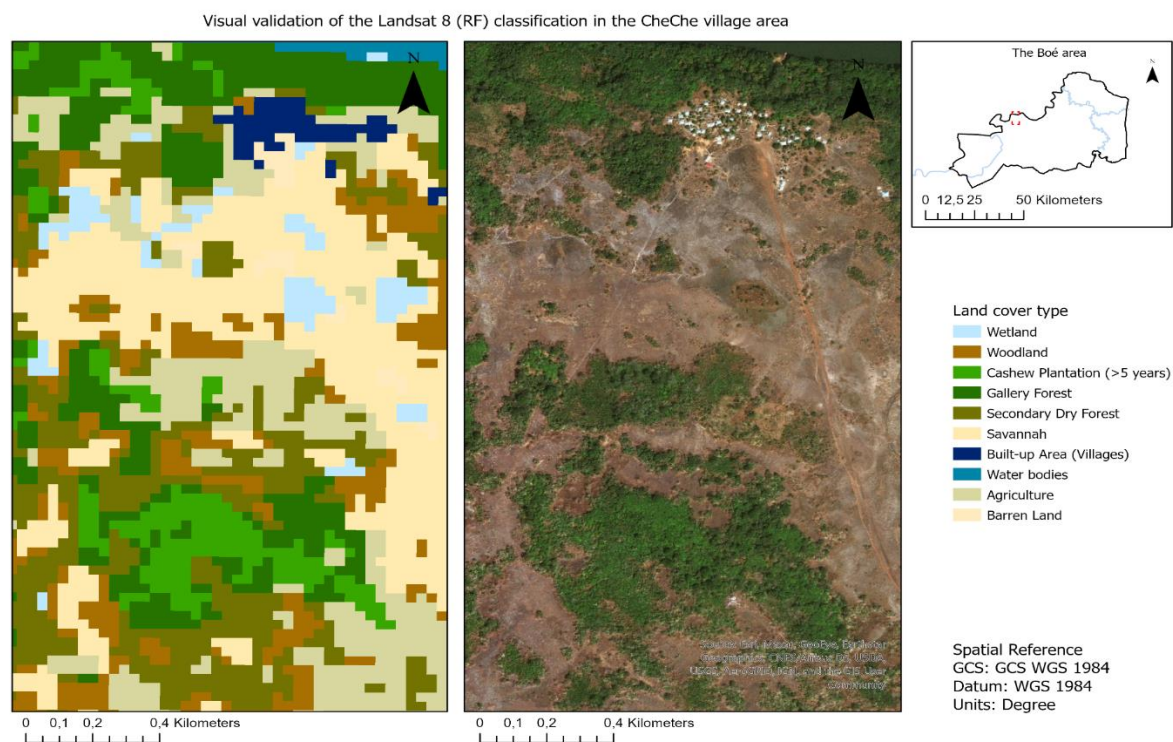 Visual validation of the Landsat 8 (RF) classification in the CheChe village area
N
N
The Boé area
N
0 12,5 25 50 Kilometers
Land cover type
Wetland
Woodland
Cashew Plantation (>5 years)
Gallery Forest
Secondary Dry Forest
Savannah
Built-up Area (Villages)
Water bodies
Agriculture
Barren Land
Community
Spatial Reference
GCS: GCS WGS 1984
Datum: WGS 1984
Units: Degree
0 0,1 0,2 0,4 Kilometers
0 0,1 0,2 0,4 Kilometers